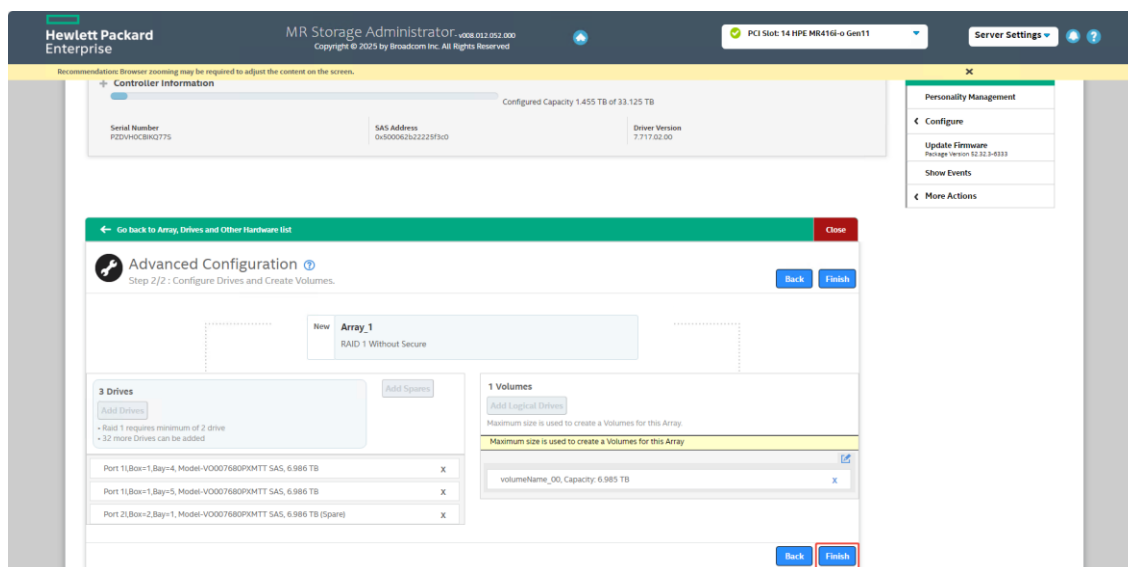 Hewlett Packard
Enterprise
MR Storage Administrator-v008.012.052.000
Copyright © 2025 by Broadcom Inc. All Rights Reserved
PCI Slot: 14 HPE MR416i-o Gen11
Server Settings
Recommendation: Browser zooming may be required to adjust the content on the screen.
X
Controller Information
Configured Capacity 1.455 TB of 33.125 TB
Serial Number
SAS Address
0x500062b22225f3c0
Driver Version
7.717.02.00
Personality Management
Configure
Update Firmware
Package Version 52.32.3-6333
Show Events
More Actions
Go back to Array, Drives and Other Hardware list
Close
Advanced Configuration ?
Step 2/2 : Configure Drives and Create Volumes.
Back Finish
New Array_1
RAID 1 Without Secure
3 Drives
Add Drives
• Raid 1 requires minimum of 2 drive
• 32 more Drives can be added
Add Spares
Port 1I,Box=1,Bay=4, Model-VO007680PXMTT SAS, 6.986 TB X
Port 1I,Box=1,Bay=5, Model-VO007680PXMTT SAS, 6.986 TB X
Port 2I,Box=2,Bay=1, Model-VO007680PXMTT SAS, 6.986 TB (Spare) X
1 Volumes
Add Logical Drives
Maximum size is used to create a Volumes for this Array.
Maximum size is used to create a Volumes for this Array
volumeName_00, Capacity: 6.985 TB X
Back Finish